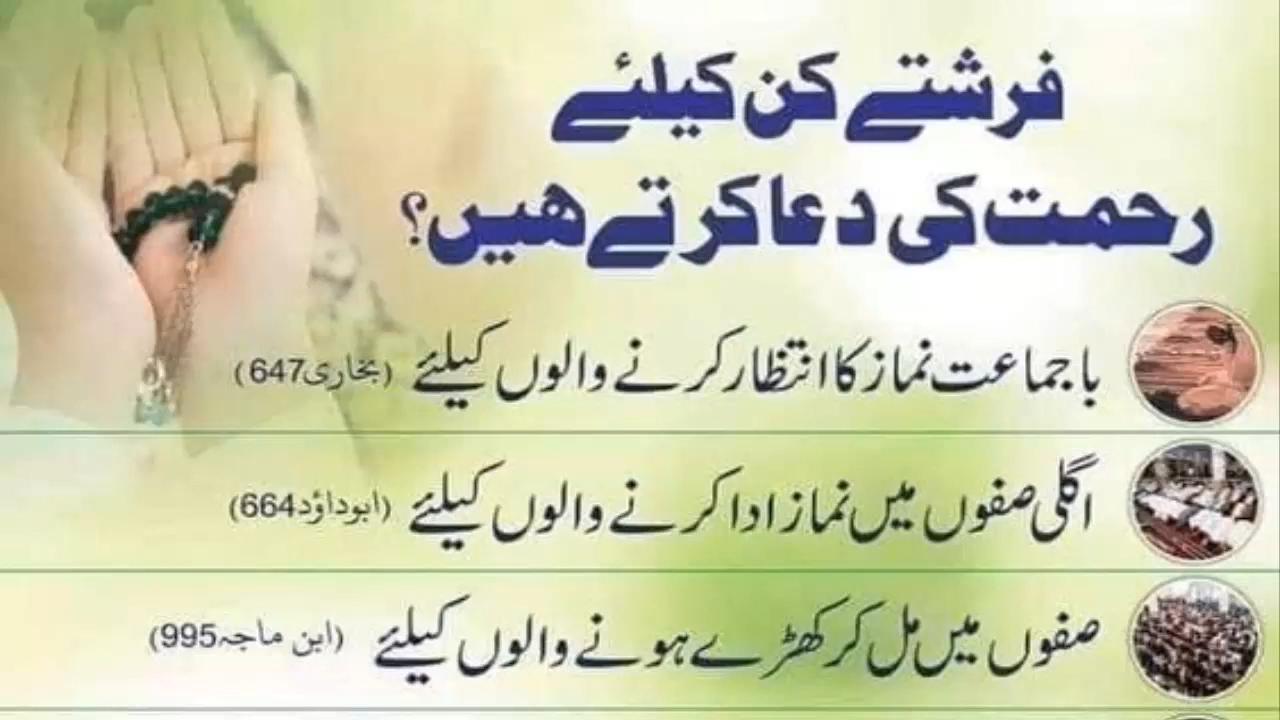 فرشتے کن کیلئے
رحمت کی دعا کرتے ھیں؟
باجماعت نماز کا انتظار کرنے والوں کیلئے (بخاری 647)
اگلی صفوں میں نماز ادا کرنے والوں کیلئے (ابوداؤد 664)
صفوں میں مل کر کھڑے ہونے والوں کیلئے (ابن ماجہ 995)